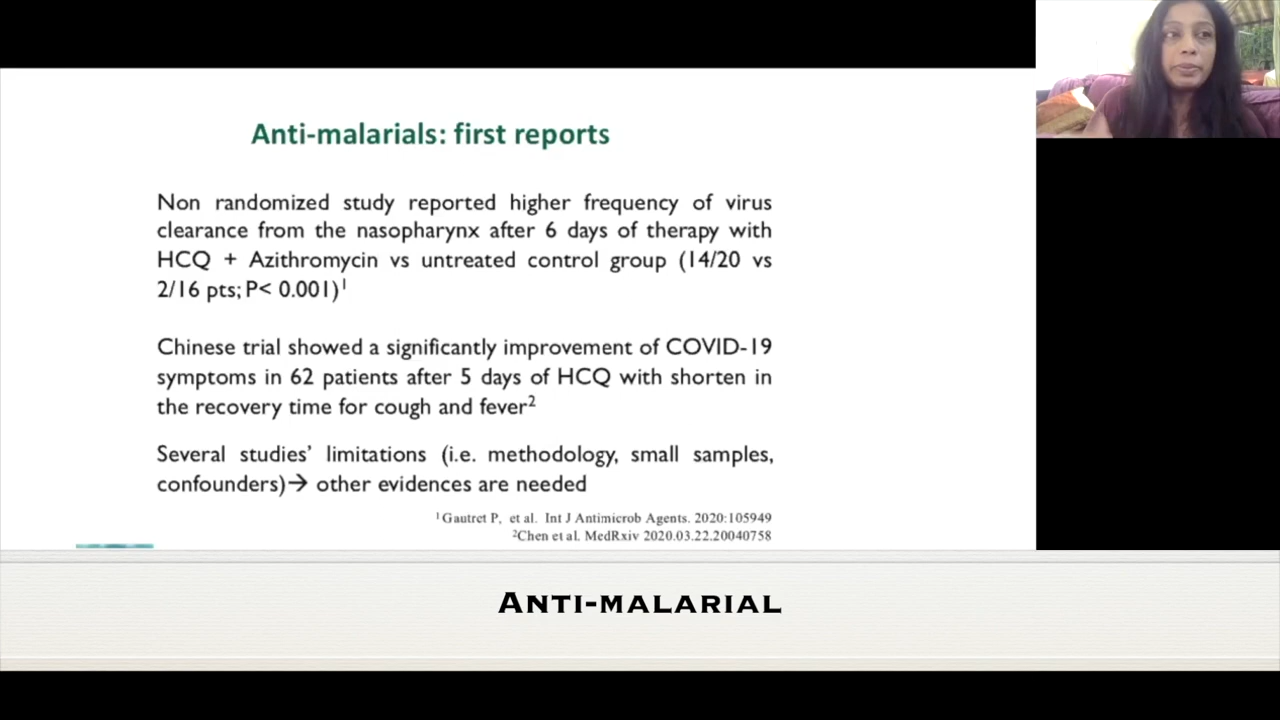 Anti-malarials: first reports
Non randomized study reported higher frequency of virus
clearance from the nasopharynx after 6 days of therapy with
HCQ + Azithromycin vs untreated control group (14/20 vs
2/16 pts; P< 0.001)¹
Chinese trial showed a significantly improvement of COVID-19
symptoms in 62 patients after 5 days of HCQ with shorten in
the recovery time for cough and fever²
Several studies’ limitations (i.e. methodology, small samples,
confounders)→ other evidences are needed
¹Gautret P, et al. Int J Antimicrob Agents. 2020:105949
²Chen et al. MedRxiv 2020.03.22.20040758
ANTI-MALARIAL